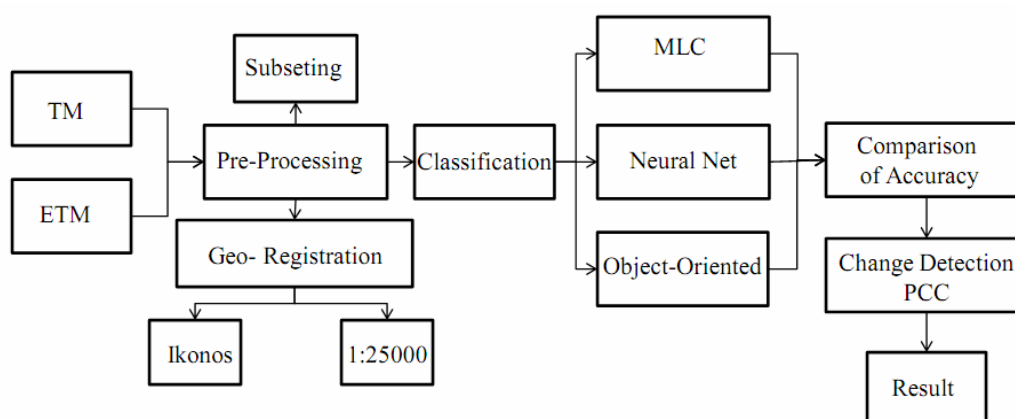 TM
ETM
Subseting
Pre-Processing
Geo- Registration
Ikonos
1:25000
Classification
MLC
Neural Net
Object-Oriented
Comparison
of Accuracy
Change Detection
PCC
Result